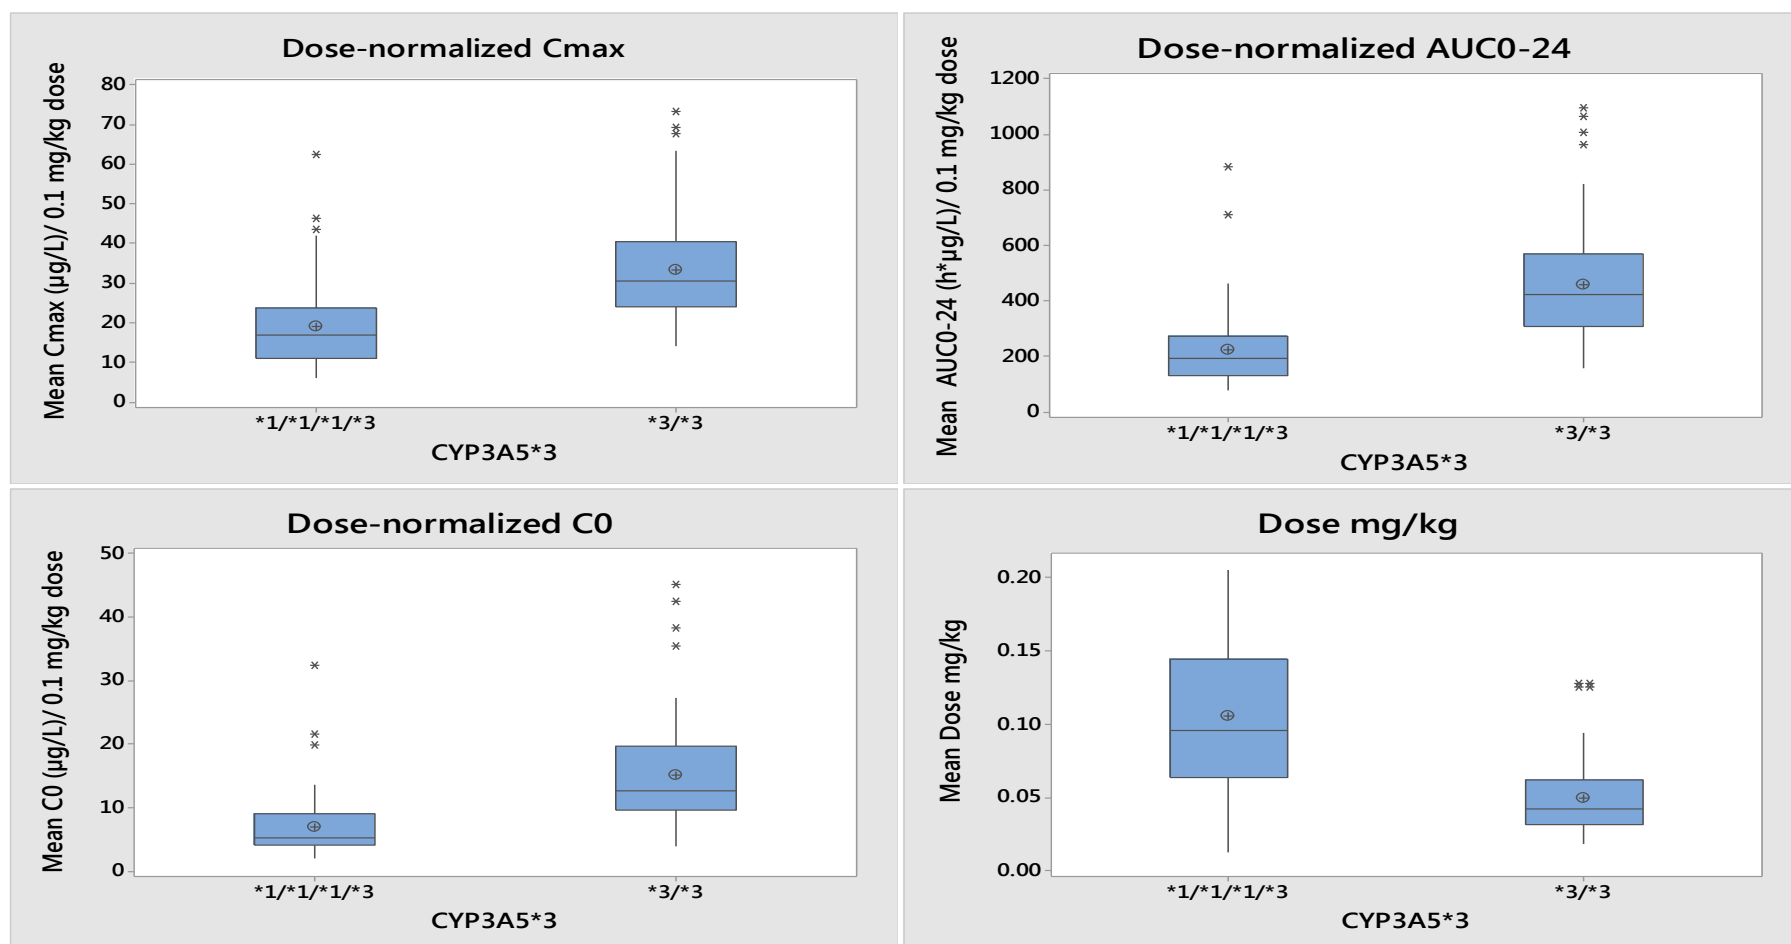 Dose-normalized Cmax
Mean Cmax (µg/L)/ 0.1 mg/kg dose
80
70
60
50
40
30
20
10
0
*1/*1/*1/*3
*3/*3
CYP3A5*3
Dose-normalized AUC0-24
Mean AUC0-24 (h*µg/L)/ 0.1 mg/kg dose
1200
1000
800
600
400
200
0
*1/*1/*1/*3
*3/*3
CYP3A5*3
Dose-normalized C0
Mean C0 (µg/L)/ 0.1 mg/kg dose
50
40
30
20
10
0
*1/*1/*1/*3
*3/*3
CYP3A5*3
Dose mg/kg
Mean Dose mg/kg
0.20
0.15
0.10
0.05
0.00
*1/*1/*1/*3
*3/*3
CYP3A5*3